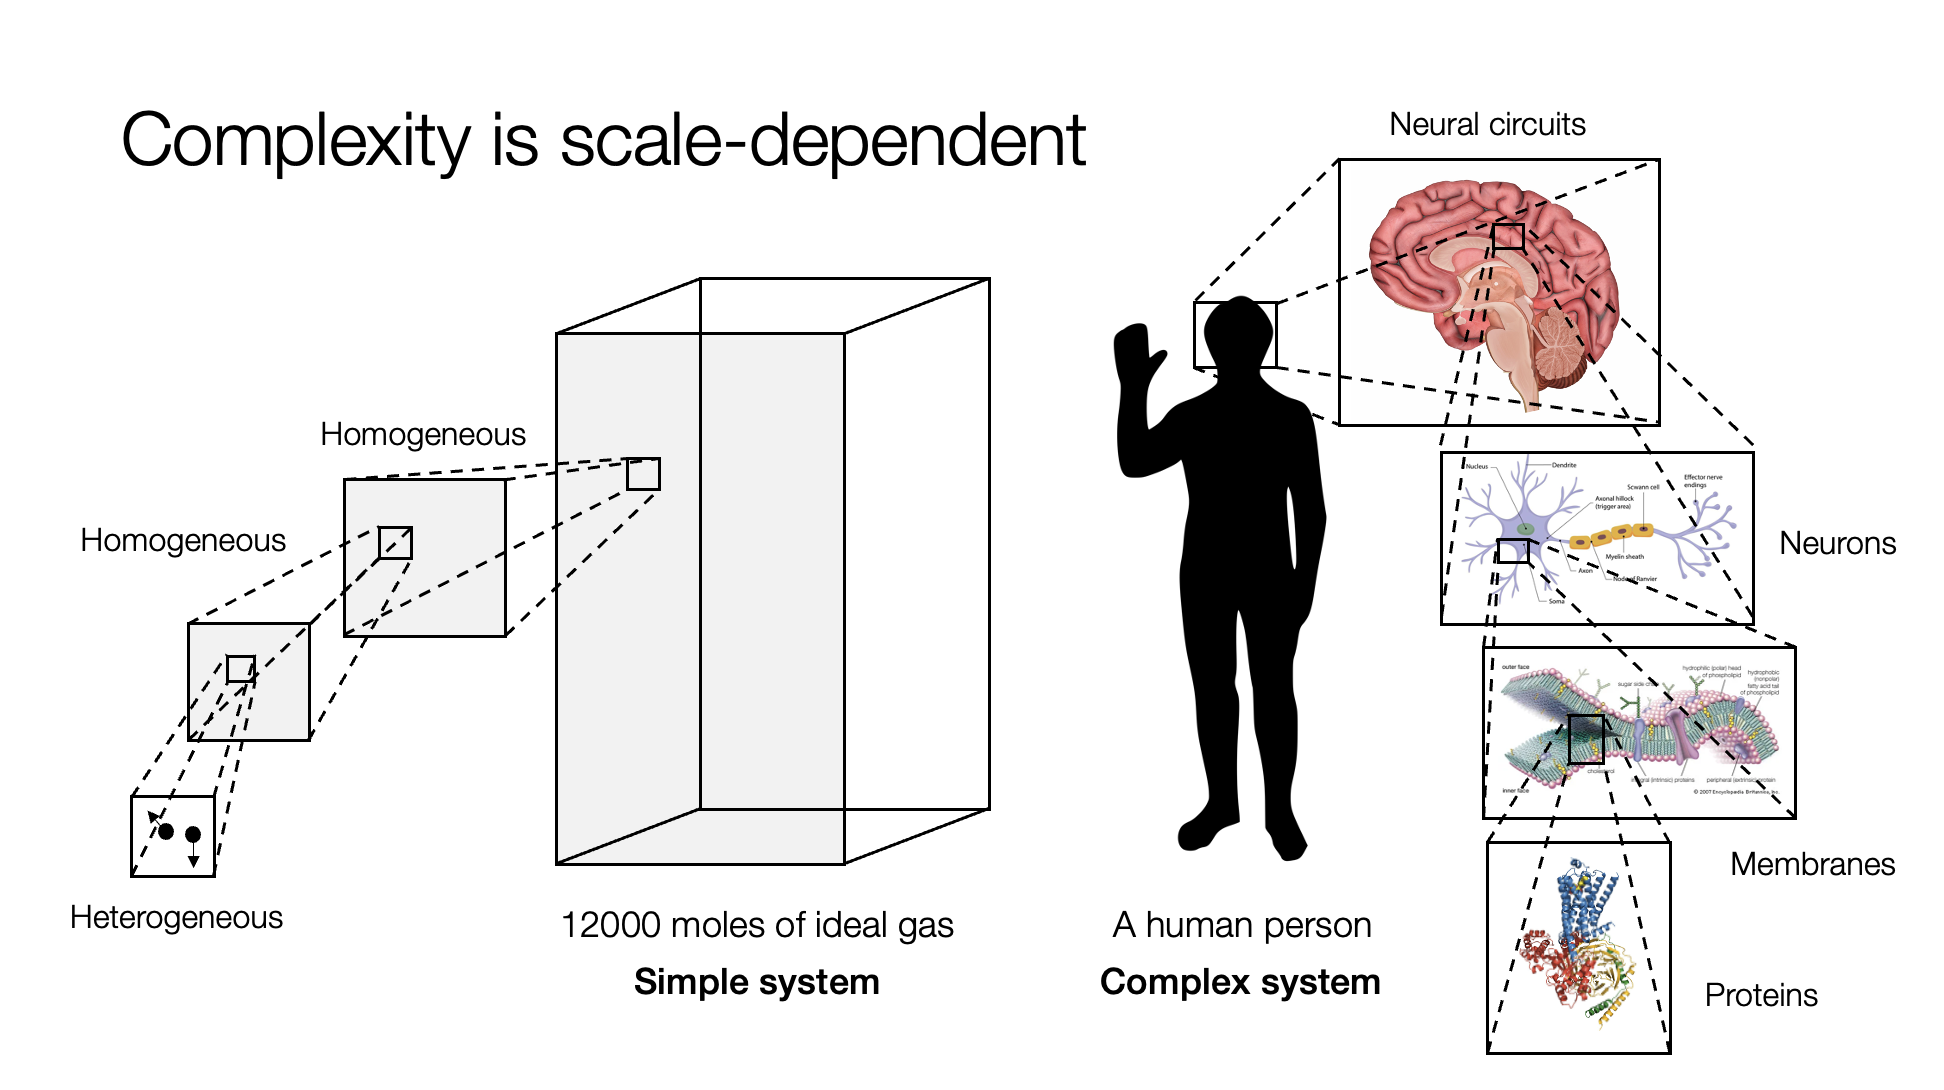 Complexity is scale-dependent
Neural circuits
Homogeneous
Homogeneous
Heterogeneous
12000 moles of ideal gas
Simple system
A human person
Complex system
Nucleus
Dendrite
Axonal hillock
(trigger area)
Scwann cell
Effector nerve
endings
Myelin sheath
Axon
Node of Ranvier
Soma
Neurons
outer face
sugar side chain
hydrophilic (polar) head
of phospholipid
hydrophobic
(nonpolar)
fatty acid tail
of phospholipid
cholesterol
integral (intrinsic) proteins
peripheral (extrinsic) protein
inner face
© 2007 Encyclopædia Britannica, Inc.
Membranes
Proteins